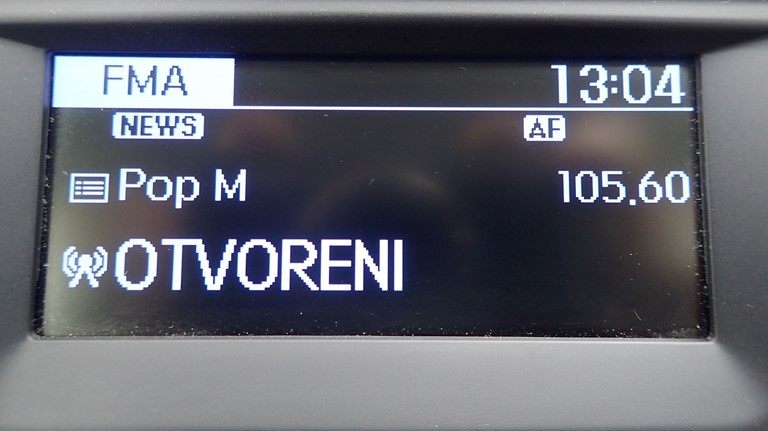 FMA 13:04
NEWS AF
Pop M 105.60
OTVORENI